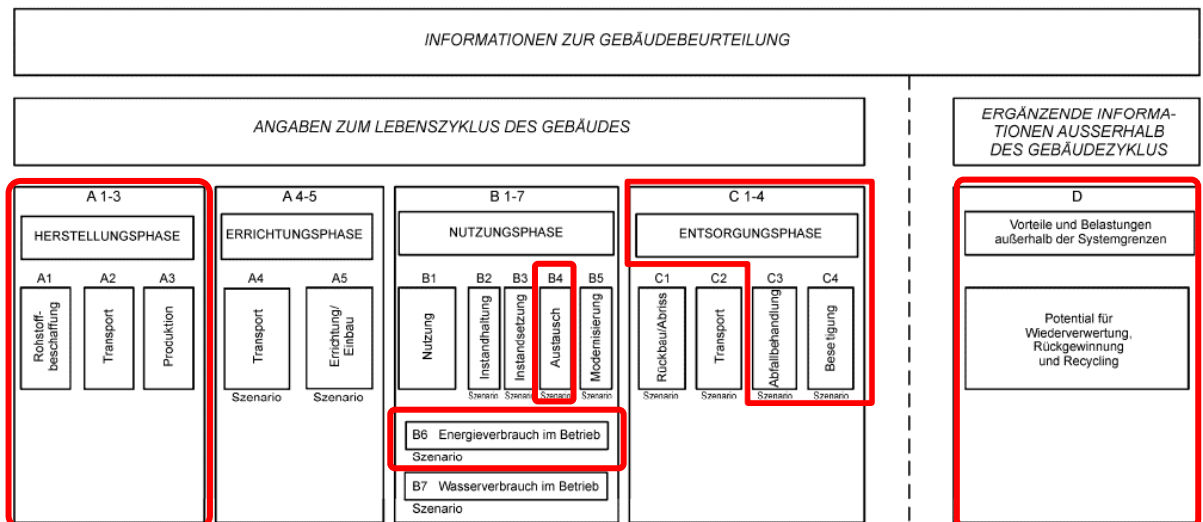 INFORMATIONEN ZUR GEBÄUDEBEURTEILUNG
ANGABEN ZUM LEBENSZYKLUS DES GEBÄUDES
ERGÄNZENDE INFORMA-
TIONEN AUSSERHALB
DES GEBÄUDEZYKLUS
A 1-3
HERSTELLUNGSPHASE
A1
Rohstoff-
beschaffung
A2
Transport
A3
Produktion
A 4-5
ERRICHTUNGSPHASE
A4
Transport
Szenario
A5
Errichtung/
Einbau
Szenario
B 1-7
NUTZUNGSPHASE
B1
Nutzung
B2
Instandhaltung
Szenario
B3
Instandsetzung
Szenario
B4
Austausch
Szenario
B5
Modernisierung
Szenario
B6 Energieverbrauch im Betrieb
Szenario
B7 Wasserverbrauch im Betrieb
Szenario
C 1-4
ENTSORGUNGSPHASE
C1
Rückbau/Abriss
Szenario
C2
Transport
Szenario
C3
Abfallbehandlung
Szenario
C4
Beseitigung
Szenario
D
Vorteile und Belastungen
außerhalb der Systemgrenzen
Potential für
Wiederverwertung,
Rückgewinnung
und Recycling